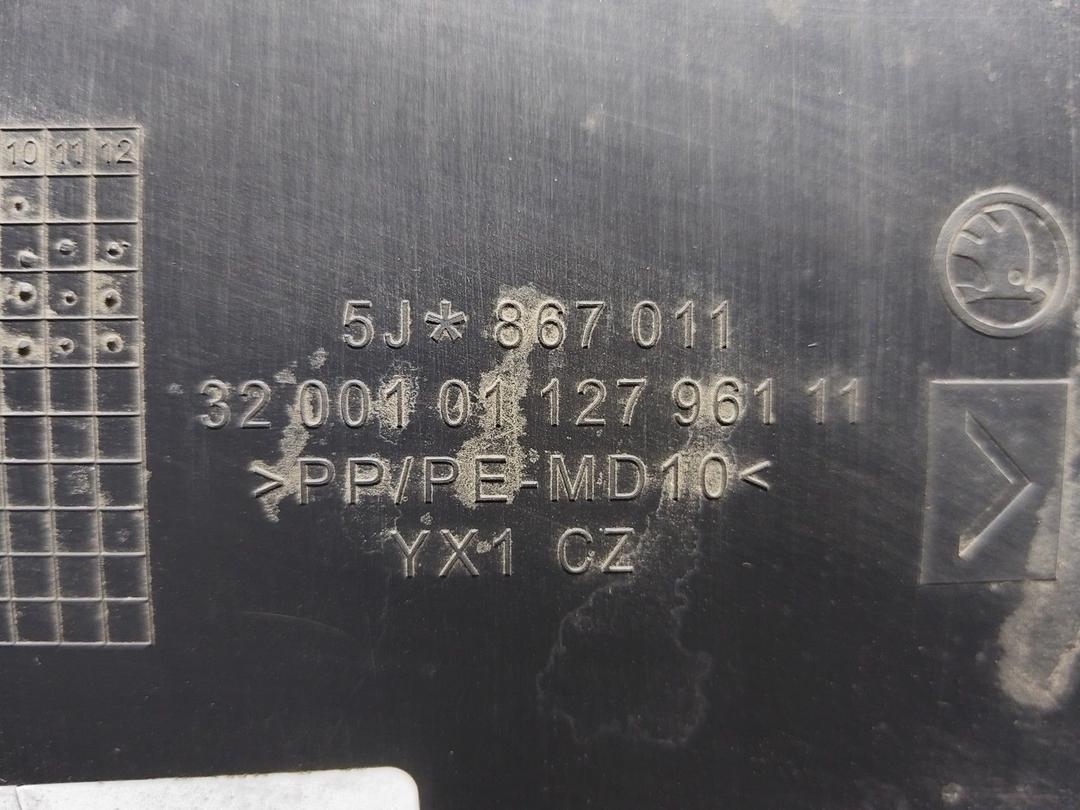 10 11 12
5J* 867 011
32 001 01 127 961 11
>PP/PE-MD10<
YX1 CZ